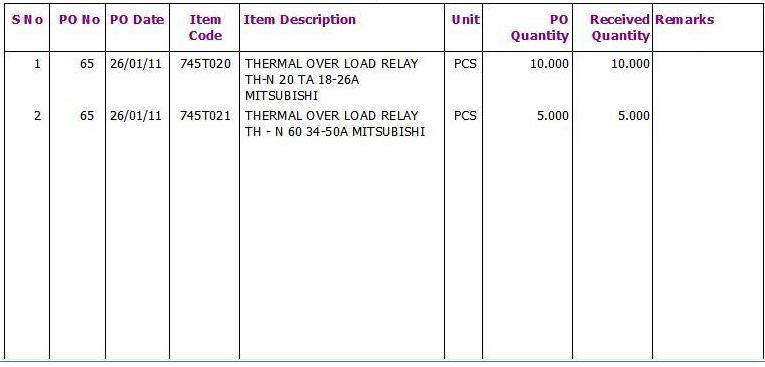 S No PO No PO Date Item Item Description Unit PO Received Remarks
Code Quantity Quantity
1 65 26/01/11 745T020 THERMAL OVER LOAD RELAY PCS 10.000 10.000
TH-N 20 TA 18-26A
MITSUBISHI
2 65 26/01/11 745T021 THERMAL OVER LOAD RELAY PCS 5.000 5.000
TH - N 60 34-50A MITSUBISHI